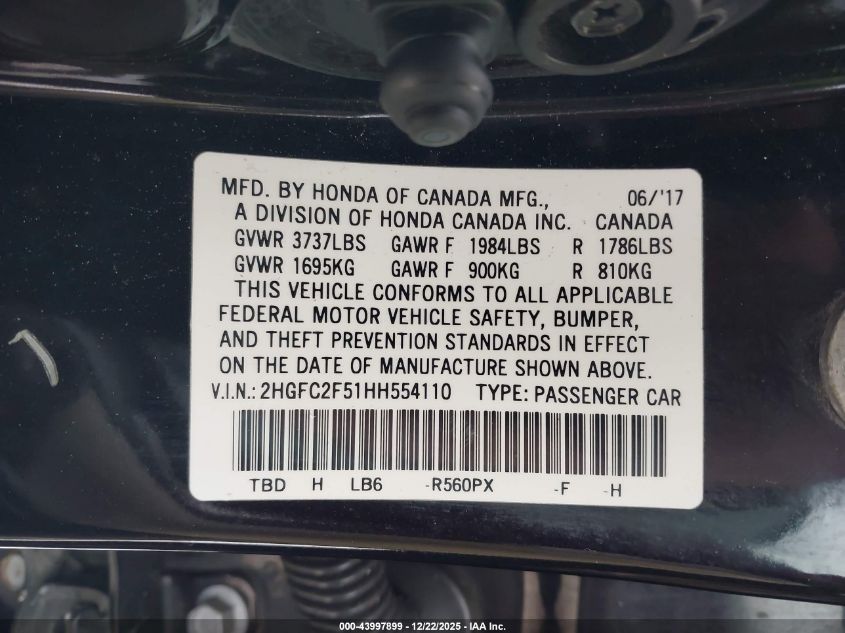 MFD. BY HONDA OF CANADA MFG., 06/'17
A DIVISION OF HONDA CANADA INC. CANADA
GVWR 3737LBS GAWR F 1984LBS R 1786LBS
GVWR 1695KG GAWR F 900KG R 810KG
THIS VEHICLE CONFORMS TO ALL APPLICABLE
FEDERAL MOTOR VEHICLE SAFETY, BUMPER,
AND THEFT PREVENTION STANDARDS IN EFFECT
ON THE DATE OF MANUFACTURE SHOWN ABOVE.
V.I.N.: 2HGFC2F51HH554110 TYPE: PASSENGER CAR
TBD H LB6 -R560PX -F -H
000-43997899 - 12/22/2025 - IAA Inc.